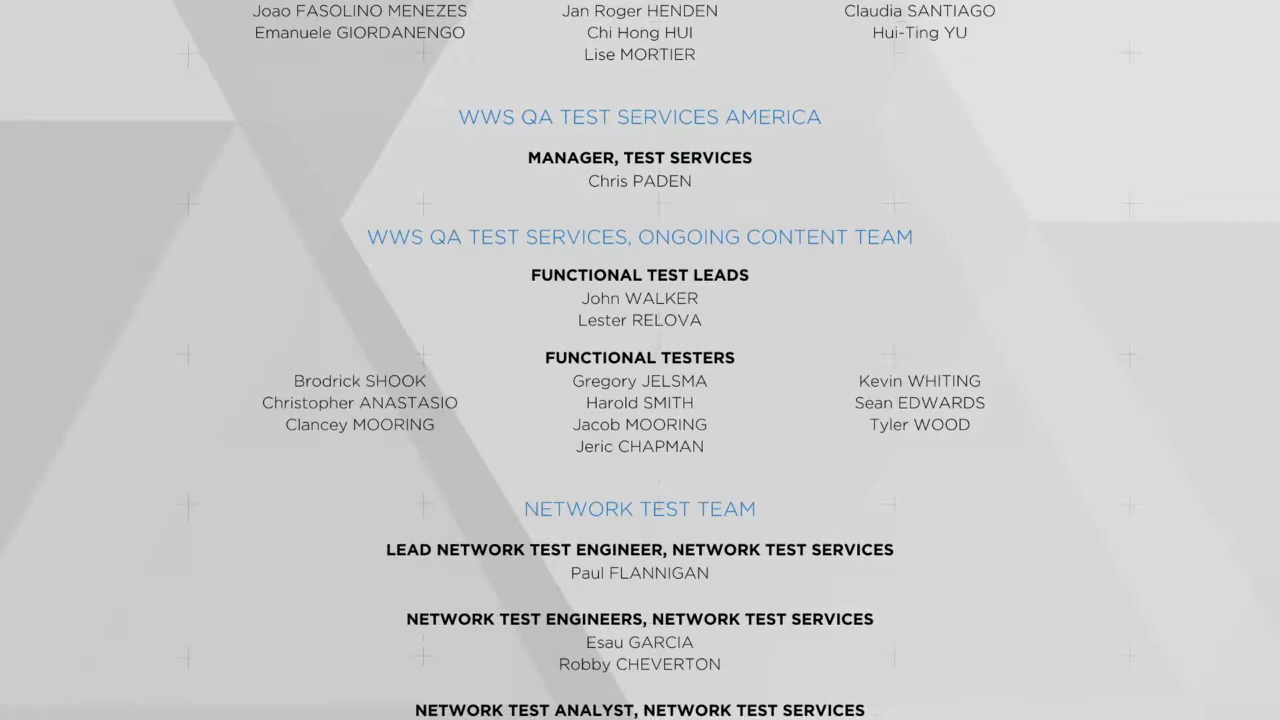 Joao FASOLINO MENEZES Jan Roger HENDEN Claudia SANTIAGO
Emanuele GIORDANENGO Chi Hong HUI Hui-Ting YU
Lise MORTIER
WWS QA TEST SERVICES AMERICA
MANAGER, TEST SERVICES
Chris PADEN
WWS QA TEST SERVICES, ONGOING CONTENT TEAM
FUNCTIONAL TEST LEADS
John WALKER
Lester RELOVA
FUNCTIONAL TESTERS
Brodrick SHOOK Gregory JELSMA Kevin WHITING
Christopher ANASTASIO Harold SMITH Sean EDWARDS
Clancey MOORING Jacob MOORING Tyler WOOD
Jeric CHAPMAN
NETWORK TEST TEAM
LEAD NETWORK TEST ENGINEER, NETWORK TEST SERVICES
Paul FLANNIGAN
NETWORK TEST ENGINEERS, NETWORK TEST SERVICES
Esau GARCIA
Robby CHEVERTON
NETWORK TEST ANALYST, NETWORK TEST SERVICES